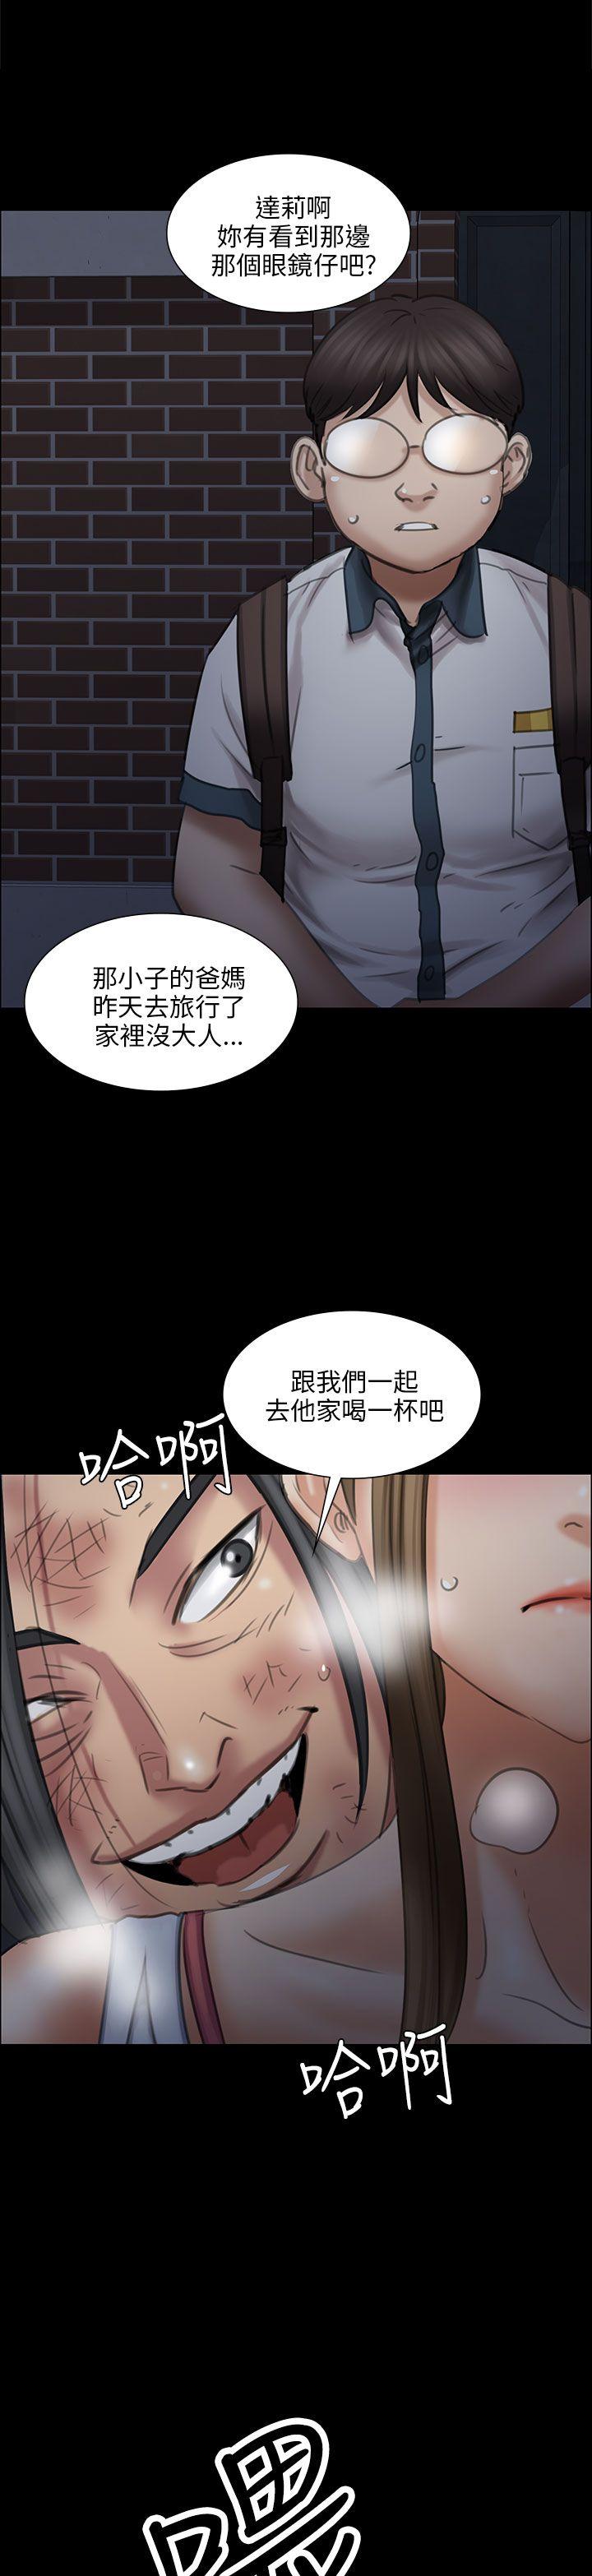 達莉啊
妳有看到那邊
那個眼鏡仔吧?
那小子的爸媽
昨天去旅行了
家裡沒大人...
跟我們一起
去他家喝一杯吧
哈啊
哈啊